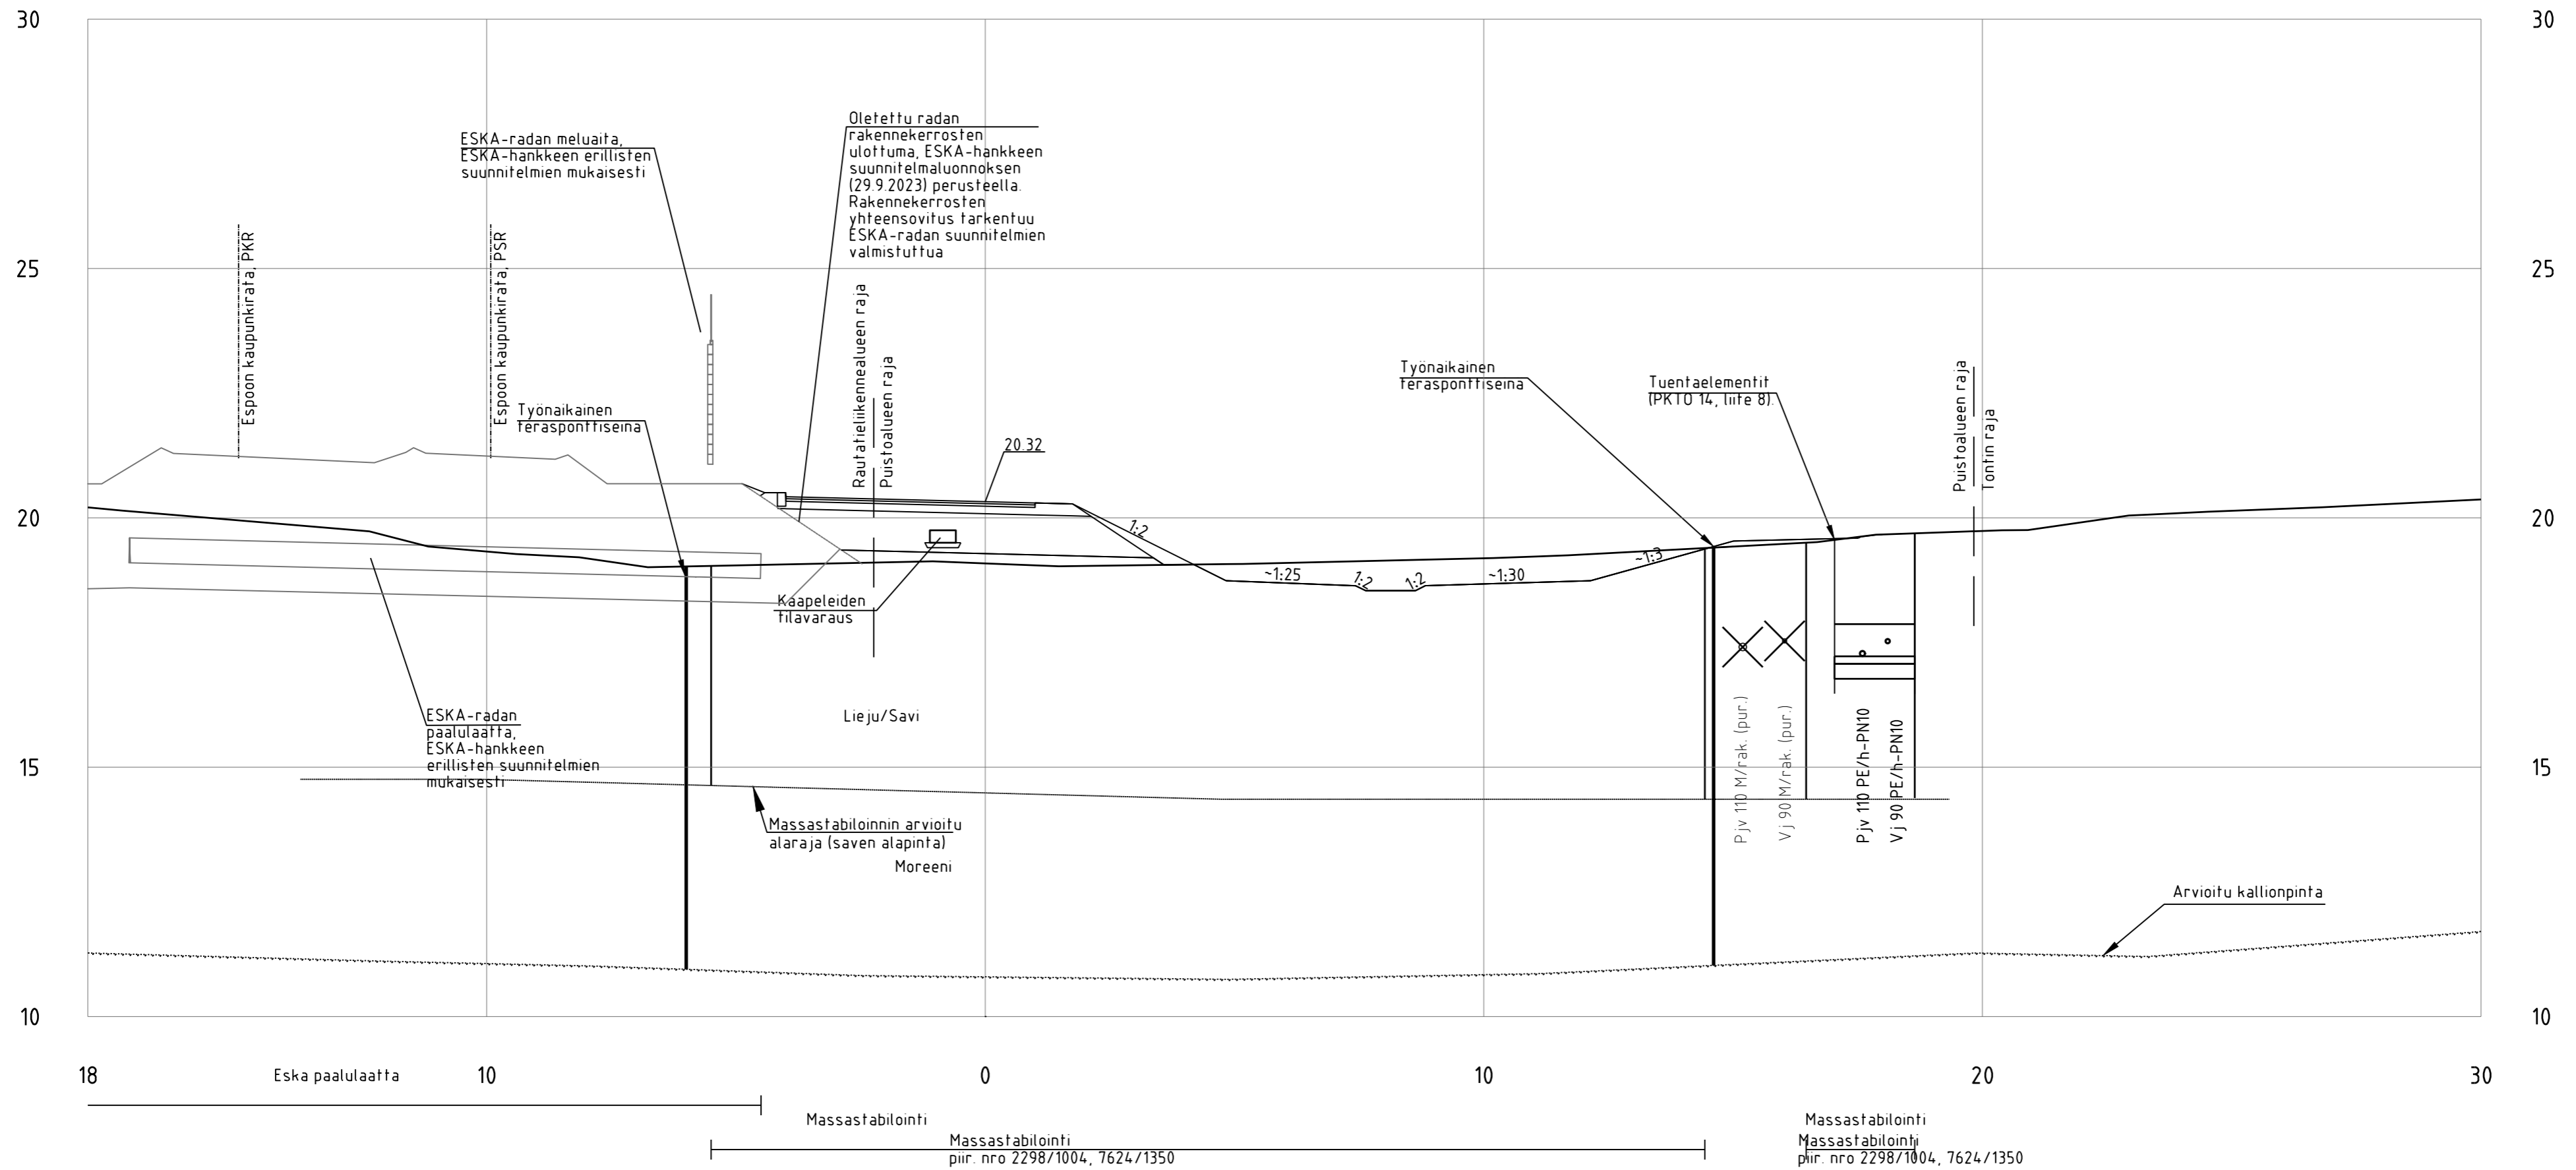 30
30
ESKA-radan meluaita,
ESKA-hankkeen erillisten
suunnitelmien mukaisesti
Oletettu radan
rakennekerrosten
ulottuma, ESKA-hankkeen
suunnitelmaluonnoksen
(29.9.2023) perusteella.
Rakennekerrosten
yhteensovitus tarkentuu
ESKA-radan suunnitelmien
valmistuttua
25
25
Espoon kaupunkirata, PKR
Espoon kaupunkirata, PSR
Rautatieliikennealueen raja
Puistoalueen raja
Työnaikainen
teräsponttiseinä
20.32
Työnaikainen
teräsponttiseinä
Tuentaelementit
(PKTO 14, liite 8).
Puistoalueen raja
Tontin raja
20
20
1:2
~1:25
1:2
1:2
~1:30
~1:3
Kaapeleiden
tilavaraus
ESKA-radan
paalulaatta,
ESKA-hankkeen
erillisten suunnitelmien
mukaisesti
Lieju/Savi
Pjv 110 M/rak. (pur.)
Vj 90 M/rak. (pur.)
Pjv 110 PE/h-PN10
Vj 90 PE/h-PN10
15
15
Massastabiloinnin arvioitu
alaraja (saven alapinta)
Moreeni
Arvioitu kallionpinta
10
10
18
Eska paalulaatta
10
0
10
20
30
Massastabilointi
Massastabilointi
piir. nro 2298/1004, 7624/1350
Massastabilointi
Massastabilointi
piir. nro 2298/1004, 7624/1350